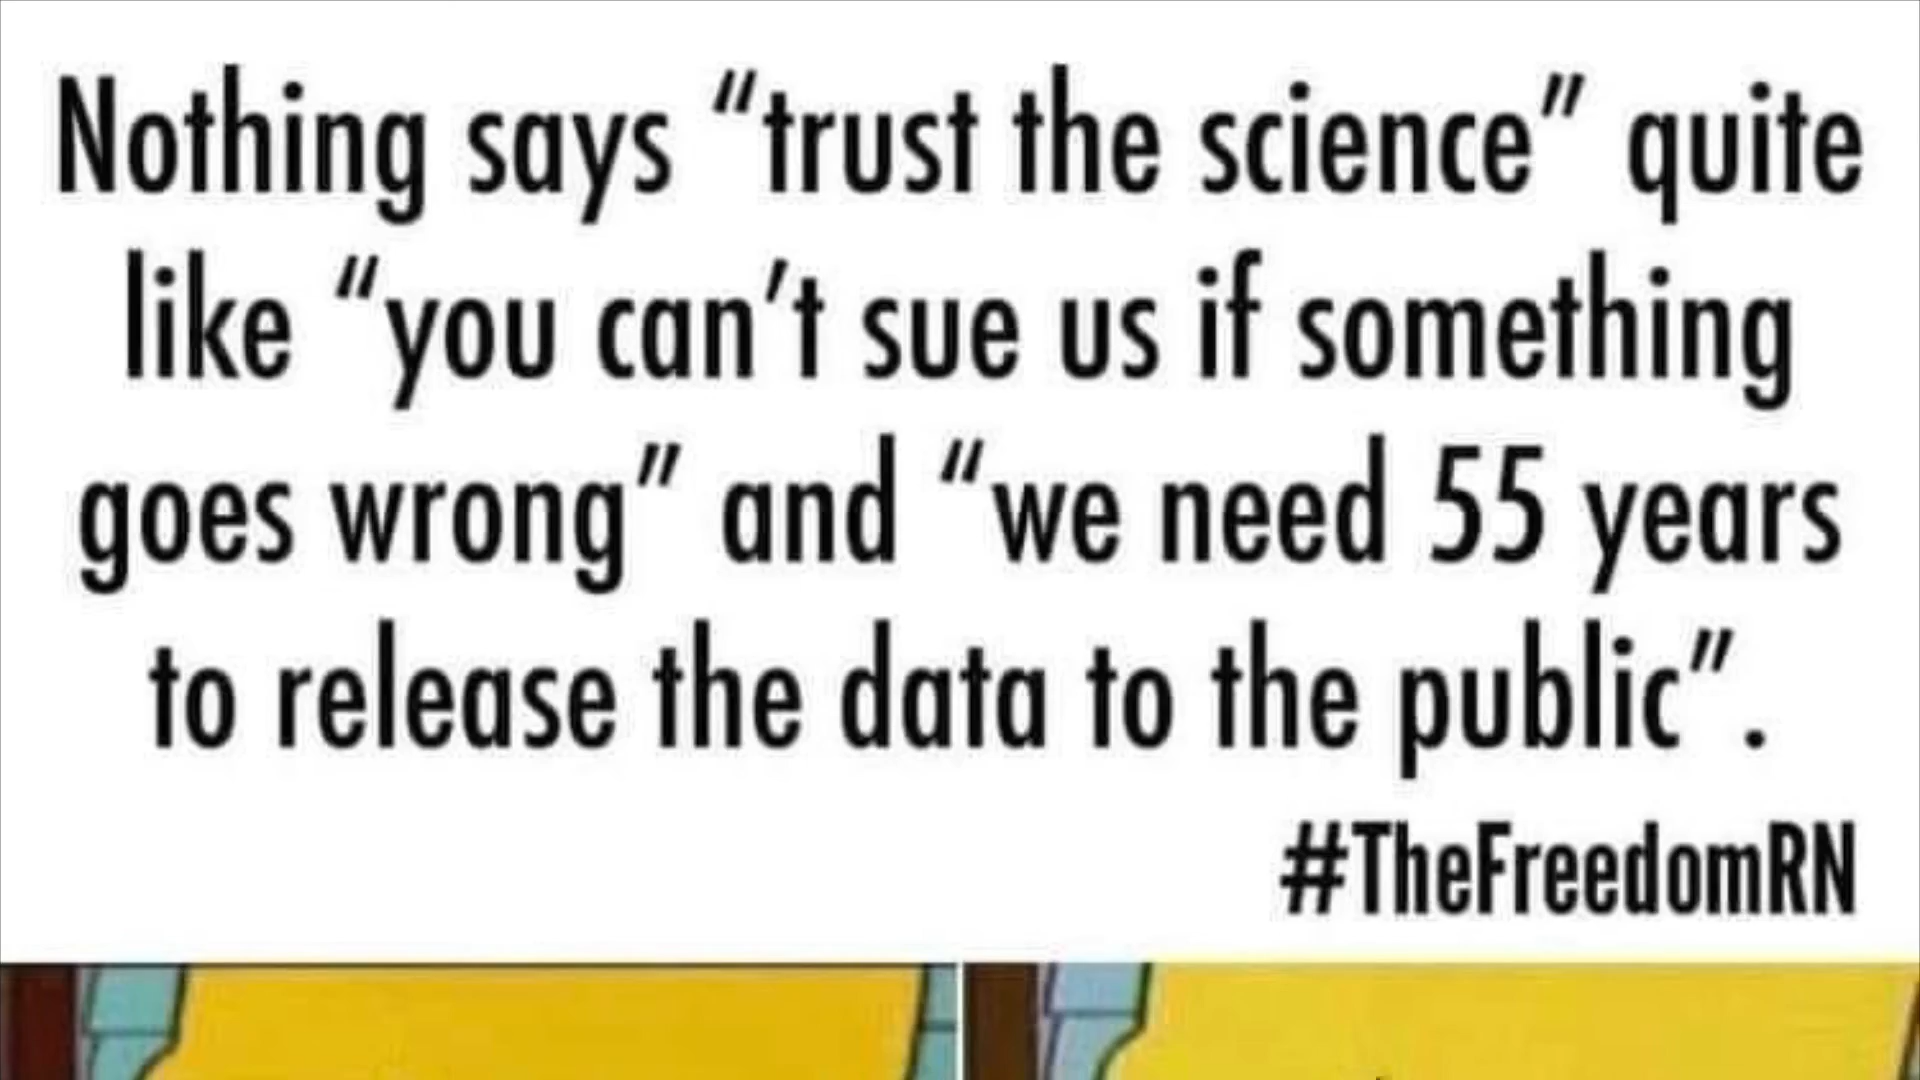 Nothing says “trust the science” quite
like “you can’t sue us if something
goes wrong” and “we need 55 years
to release the data to the public”.
#TheFreedomRN